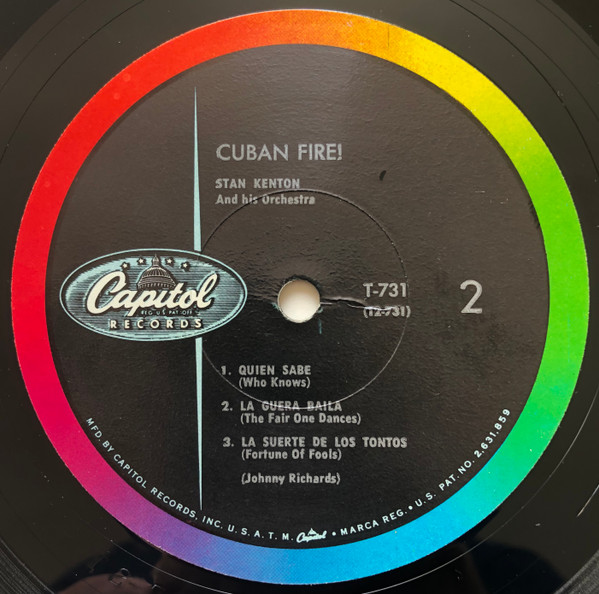 CUBAN FIRE!
STAN KENTON
And his Orchestra
Capitol
REG. U.S. PAT. OFF.
RECORDS
T-731
(T2-731)
2
1. QUIEN SABE
(Who Knows)
2. LA GUERA BAILA
(The Fair One Dances)
3. LA SUERTE DE LOS TONTOS
(Fortune Of Fools)
(Johnny Richards)
MFD. BY CAPITOL RECORDS, INC. U. S. A. T. M. Capitol • MARCA REG. • U. S. PAT. NO. 2,631,859